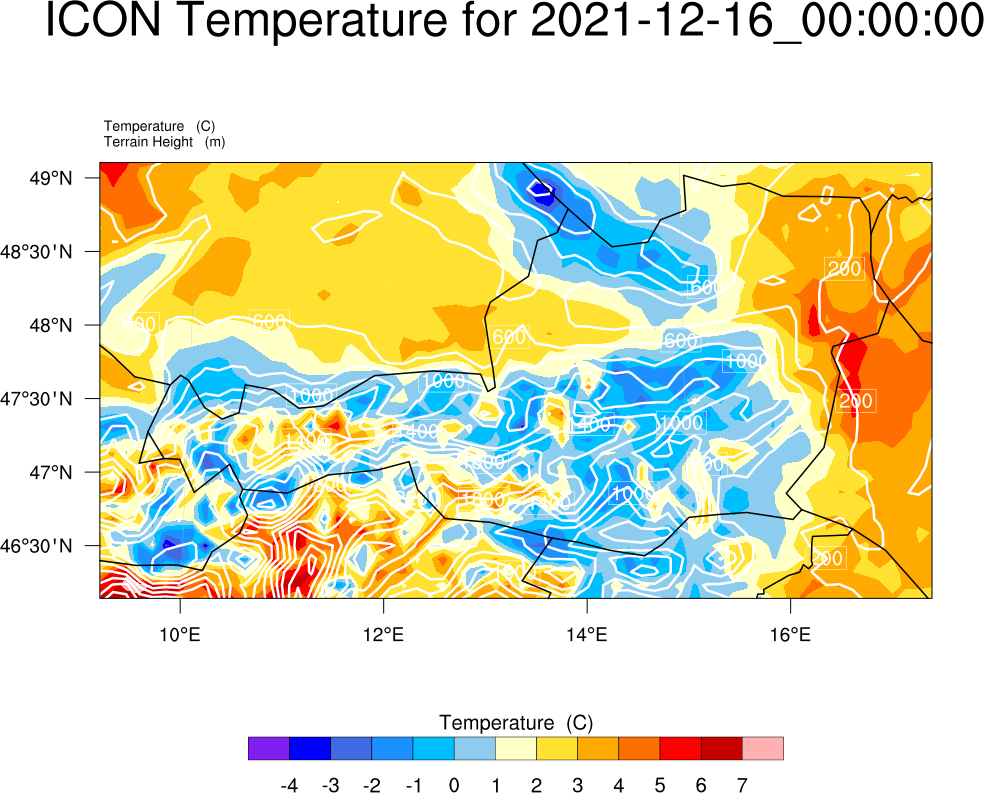 ICON Temperature for 2021-12-16_00:00:00
Temperature (C)
Terrain Height (m)
49°N
48°30'N
48°N
47°30'N
47°N
46°30'N
200
600
600
600
600
600
1000
1000
1000
200
1400
1000
1400
1000
200
10°E
12°E
14°E
16°E
Temperature (C)
-4 -3 -2 -1 0 1 2 3 4 5 6 7